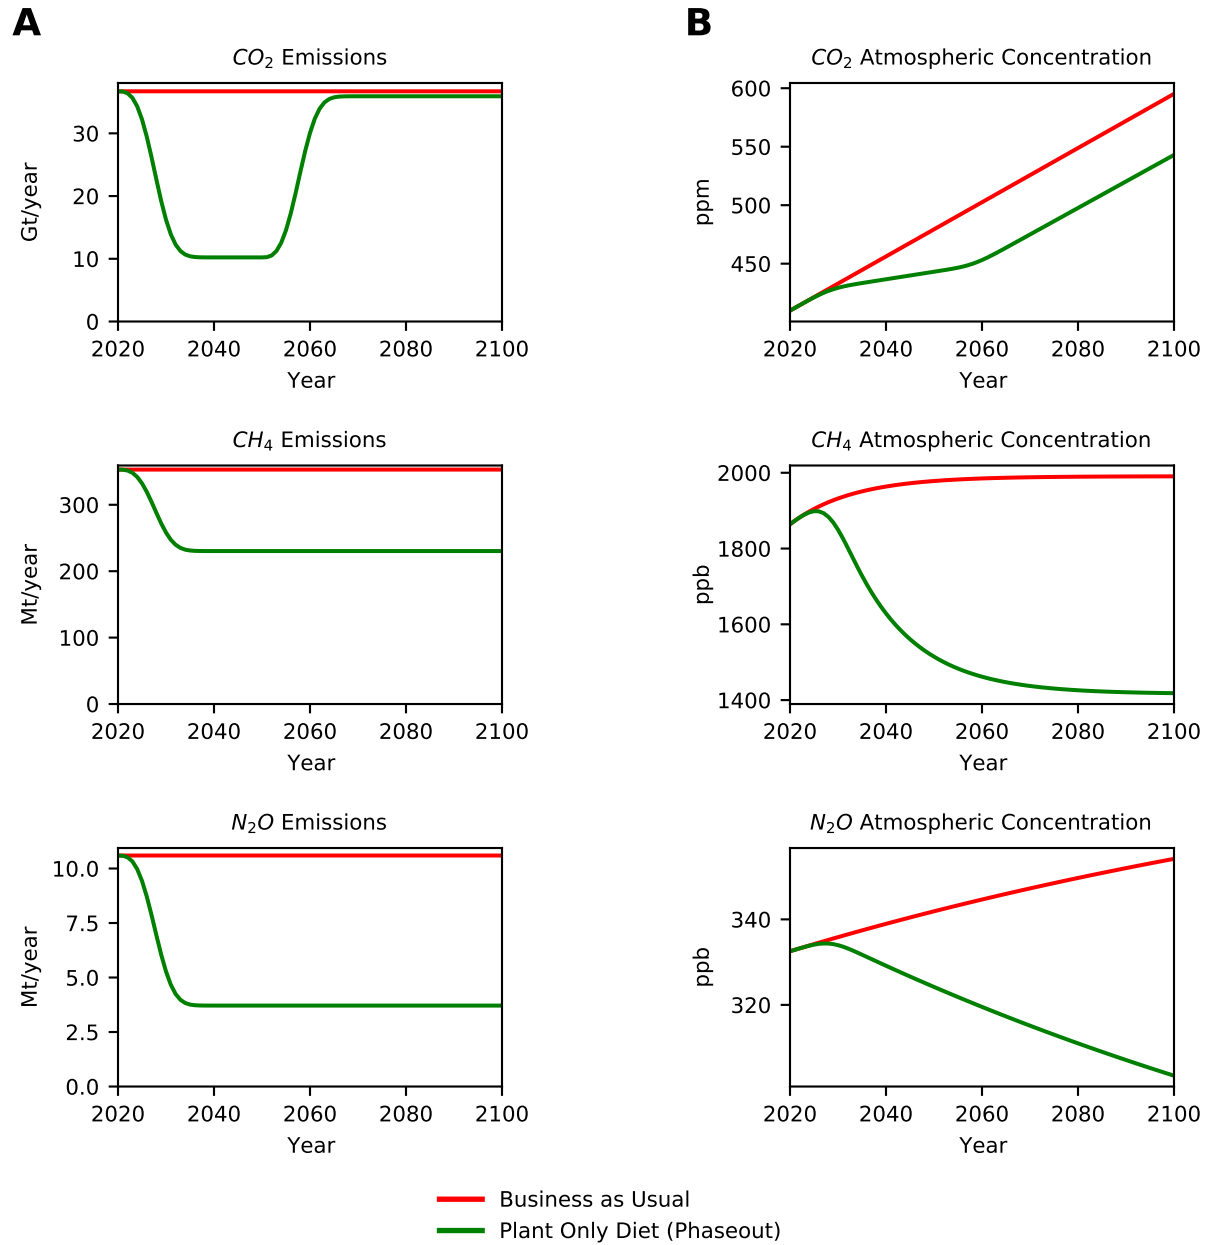 A
B
CO₂ Emissions
Gt/year
30
20
10
0
2020 2040 2060 2080 2100
Year
CO₂ Atmospheric Concentration
ppm
600
550
500
450
2020 2040 2060 2080 2100
Year
CH₄ Emissions
Mt/year
300
200
100
0
2020 2040 2060 2080 2100
Year
CH₄ Atmospheric Concentration
ppb
2000
1800
1600
1400
2020 2040 2060 2080 2100
Year
N₂O Emissions
Mt/year
10.0
7.5
5.0
2.5
0.0
2020 2040 2060 2080 2100
Year
N₂O Atmospheric Concentration
ppb
340
320
2020 2040 2060 2080 2100
Year
Business as Usual
Plant Only Diet (Phaseout)